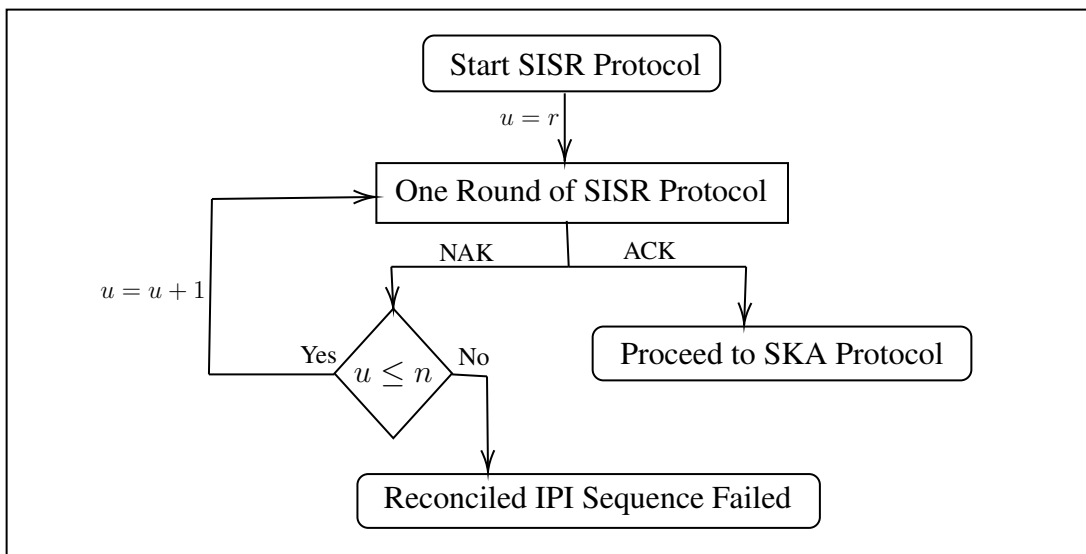 Start SISR Protocol
u = r
One Round of SISR Protocol
NAK
ACK
u = u + 1
Yes
u ≤ n
No
Proceed to SKA Protocol
Reconciled IPI Sequence Failed